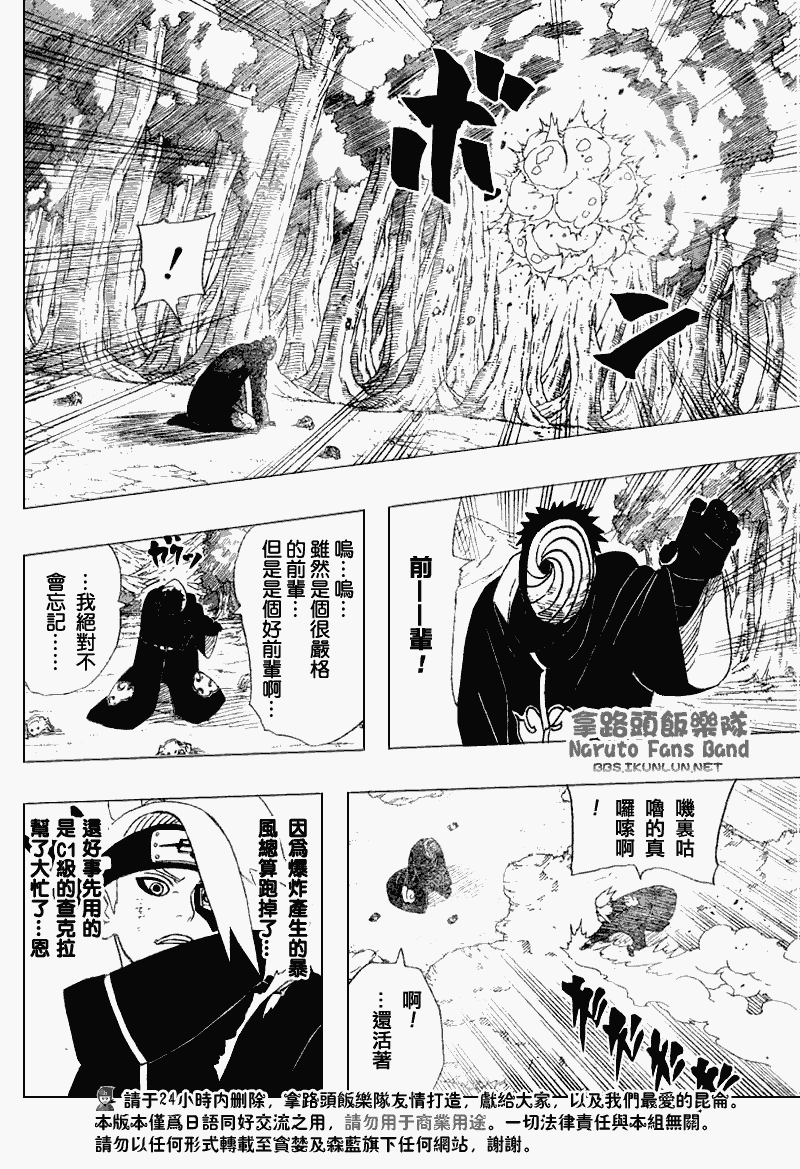 ボ
ン
！
前——輩！
嗚…嗚…
雖然是個很嚴格
的前輩…
但是是個好前輩啊…
…我絕對不
會忘記……
ガクッ
拿路頭飯樂隊
Naruto Fans Band
BBS.IKUNLUN.NET
嘰裏咕
嚕的真
囉嗦啊
！
ガバッ
啊！
…還活著
因爲爆炸產生的暴
風總算跑掉了…
還好事先用的
是C1級的查克拉
幫了大忙了…恩
請于24小時內刪除，拿路頭飯樂隊友情打造，獻給大家，以及我們最愛的昆侖。
本版本僅爲日語同好交流之用，請勿用于商業用途。一切法律責任與本組無關。
請勿以任何形式轉載至貪婪及森藍旗下任何網站，謝謝。